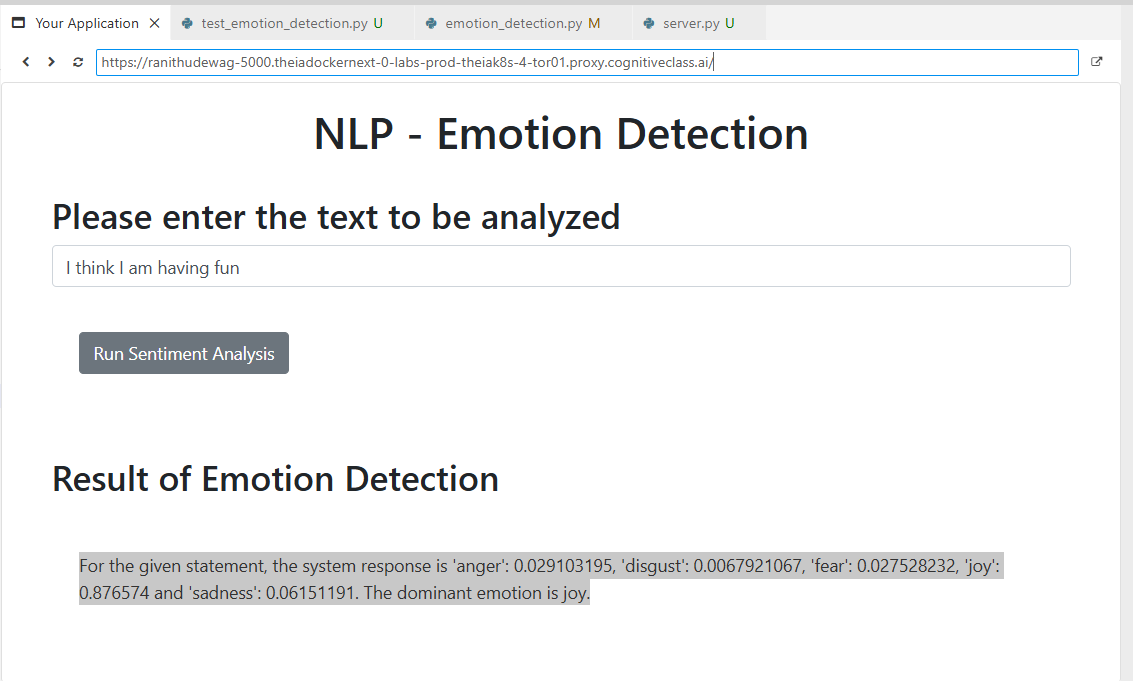 Your Application test_emotion_detection.py U emotion_detection.py M server.py U
https://ranithudewag-5000.theiadockernext-0-labs-prod-theiak8s-4-tor01.proxy.cognitiveclass.ai/
NLP - Emotion Detection
Please enter the text to be analyzed
I think I am having fun
Run Sentiment Analysis
Result of Emotion Detection
For the given statement, the system response is 'anger': 0.029103195, 'disgust': 0.0067921067, 'fear': 0.027528232, 'joy':
0.876574 and 'sadness': 0.06151191. The dominant emotion is joy.